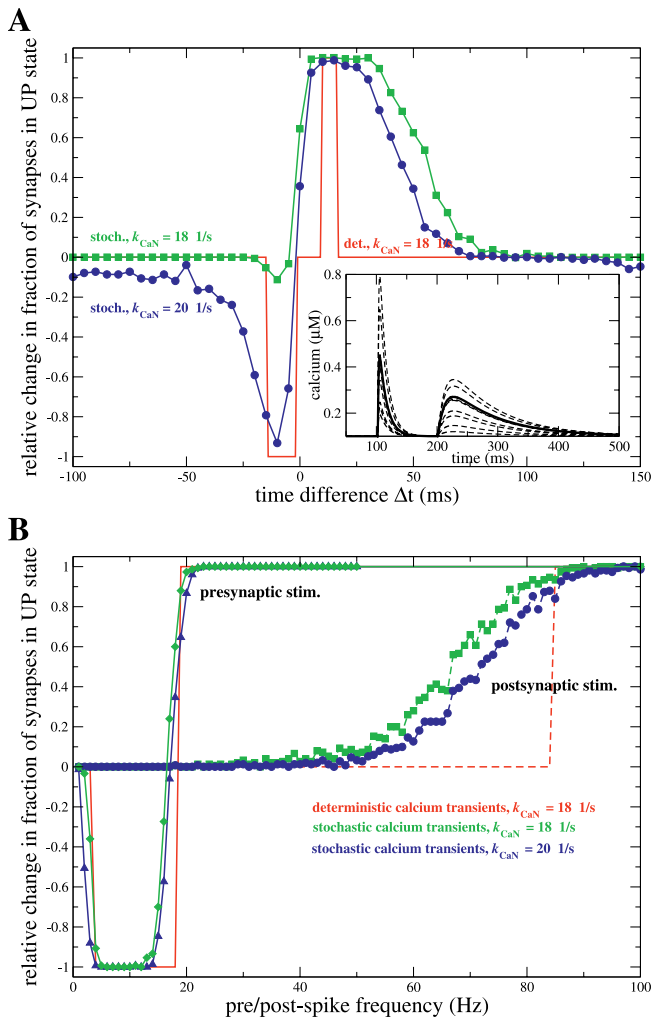 A
relative change in fraction of synapses in UP state
1
0.8
0.6
0.4
0.2
0
-0.2
-0.4
-0.6
-0.8
-1
stoch., kCaN = 18 1/s
det., kCaN = 18 1/s
stoch., kCaN = 20 1/s
calcium (μM)
0.8
0.6
0.4
0.2
100 200 300 400 500
time (ms)
-100 -50 0 50 100 150
time difference Δt (ms)
B
relative change in fraction of synapses in UP state
1
0.8
0.6
0.4
0.2
0
-0.2
-0.4
-0.6
-0.8
-1
presynaptic stim.
postsynaptic stim.
deterministic calcium transients, kCaN = 18 1/s
stochastic calcium transients, kCaN = 18 1/s
stochastic calcium transients, kCaN = 20 1/s
0 20 40 60 80 100
pre/post-spike frequency (Hz)